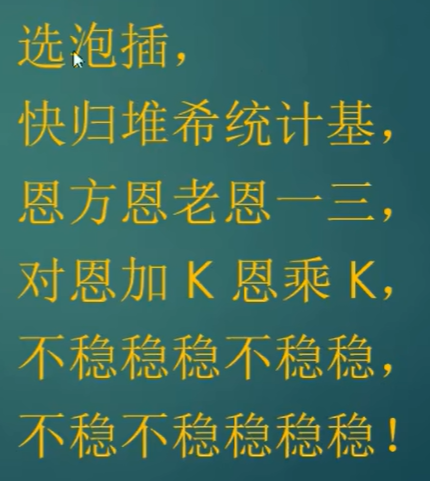 选泡插，
快归堆希统计基，
恩方恩老恩一三，
对恩加 K 恩乘 K，
不稳稳稳不稳稳，
不稳不稳稳稳稳！